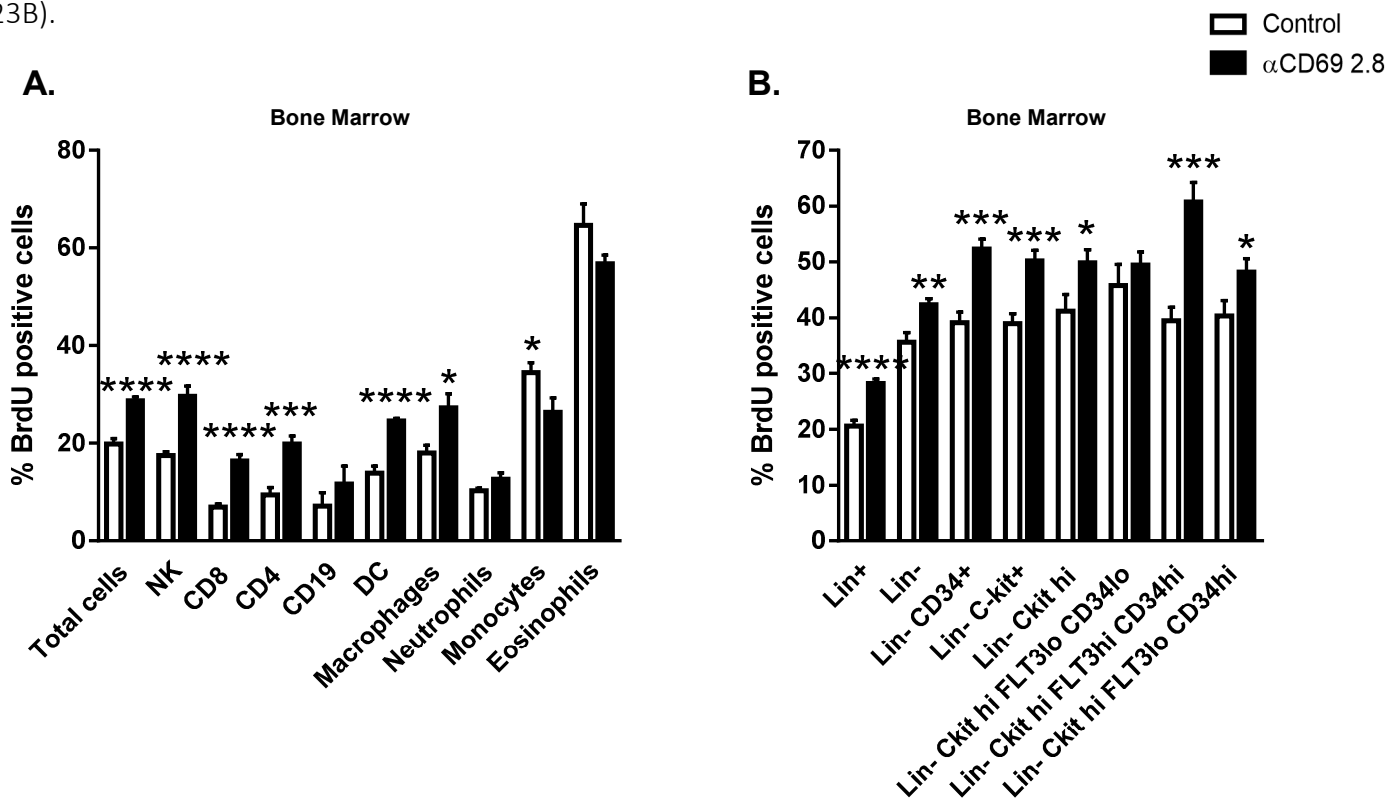 23B).
Control
αCD69 2.8
A.
Bone Marrow
% BrdU positive cells
80
60
40
20
0
****
****
****
***
****
*
*
Total cells
NK
CD8
CD4
CD19
DC
Macrophages
Neutrophils
Monocytes
Eosinophils
B.
Bone Marrow
% BrdU positive cells
70
60
50
40
30
20
10
0
****
**
***
***
*
***
*
Lin+
Lin-
Lin- CD34+
Lin- C-kit+
Lin- Ckit hi
Lin- Ckit hi FLT3lo CD34lo
Lin- Ckit hi FLT3hi CD34hi
Lin- Ckit hi FLT3lo CD34hi